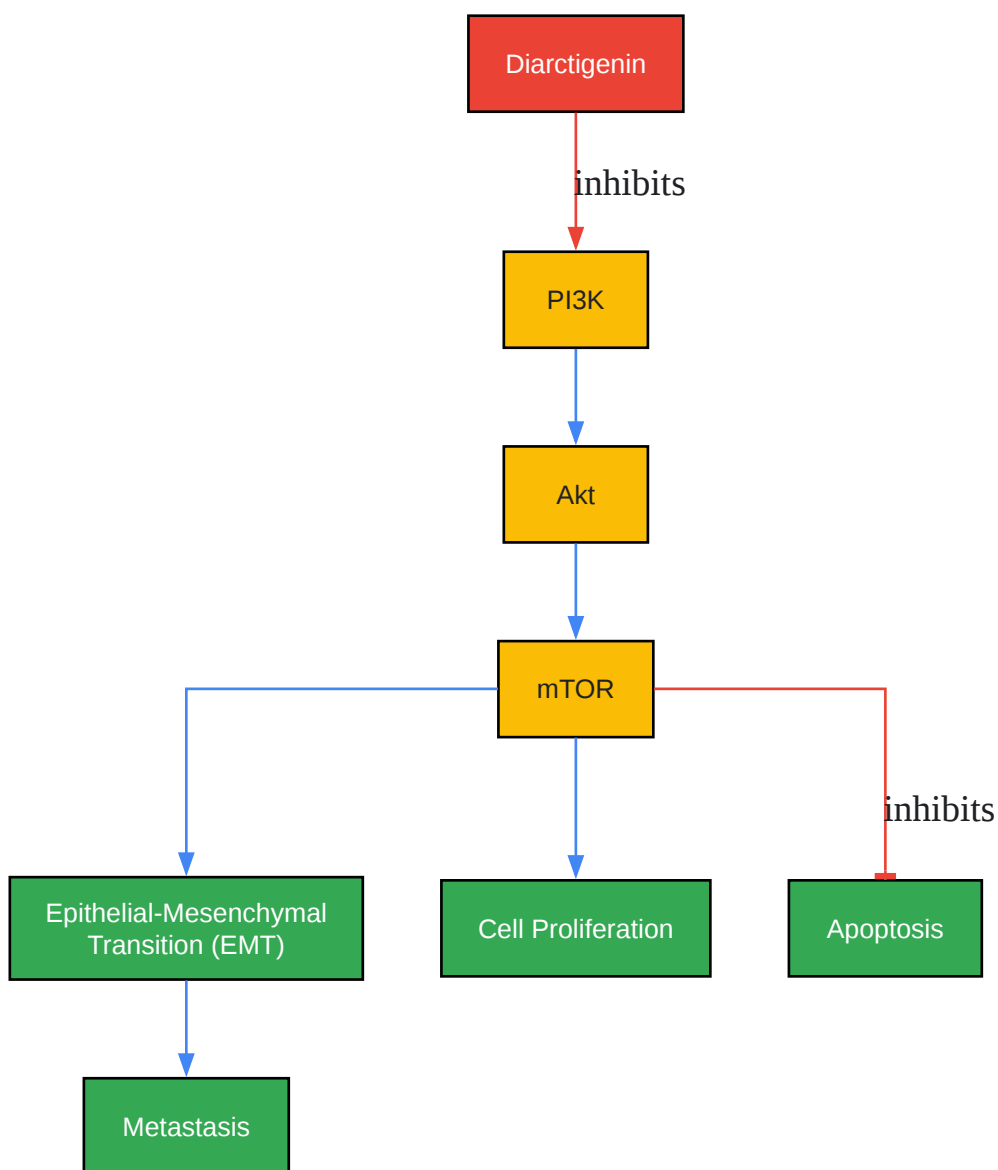 Diarctigenin
inhibits
PI3K
Akt
mTOR
inhibits
Epithelial-Mesenchymal
Transition (EMT)
Cell Proliferation
Apoptosis
Metastasis